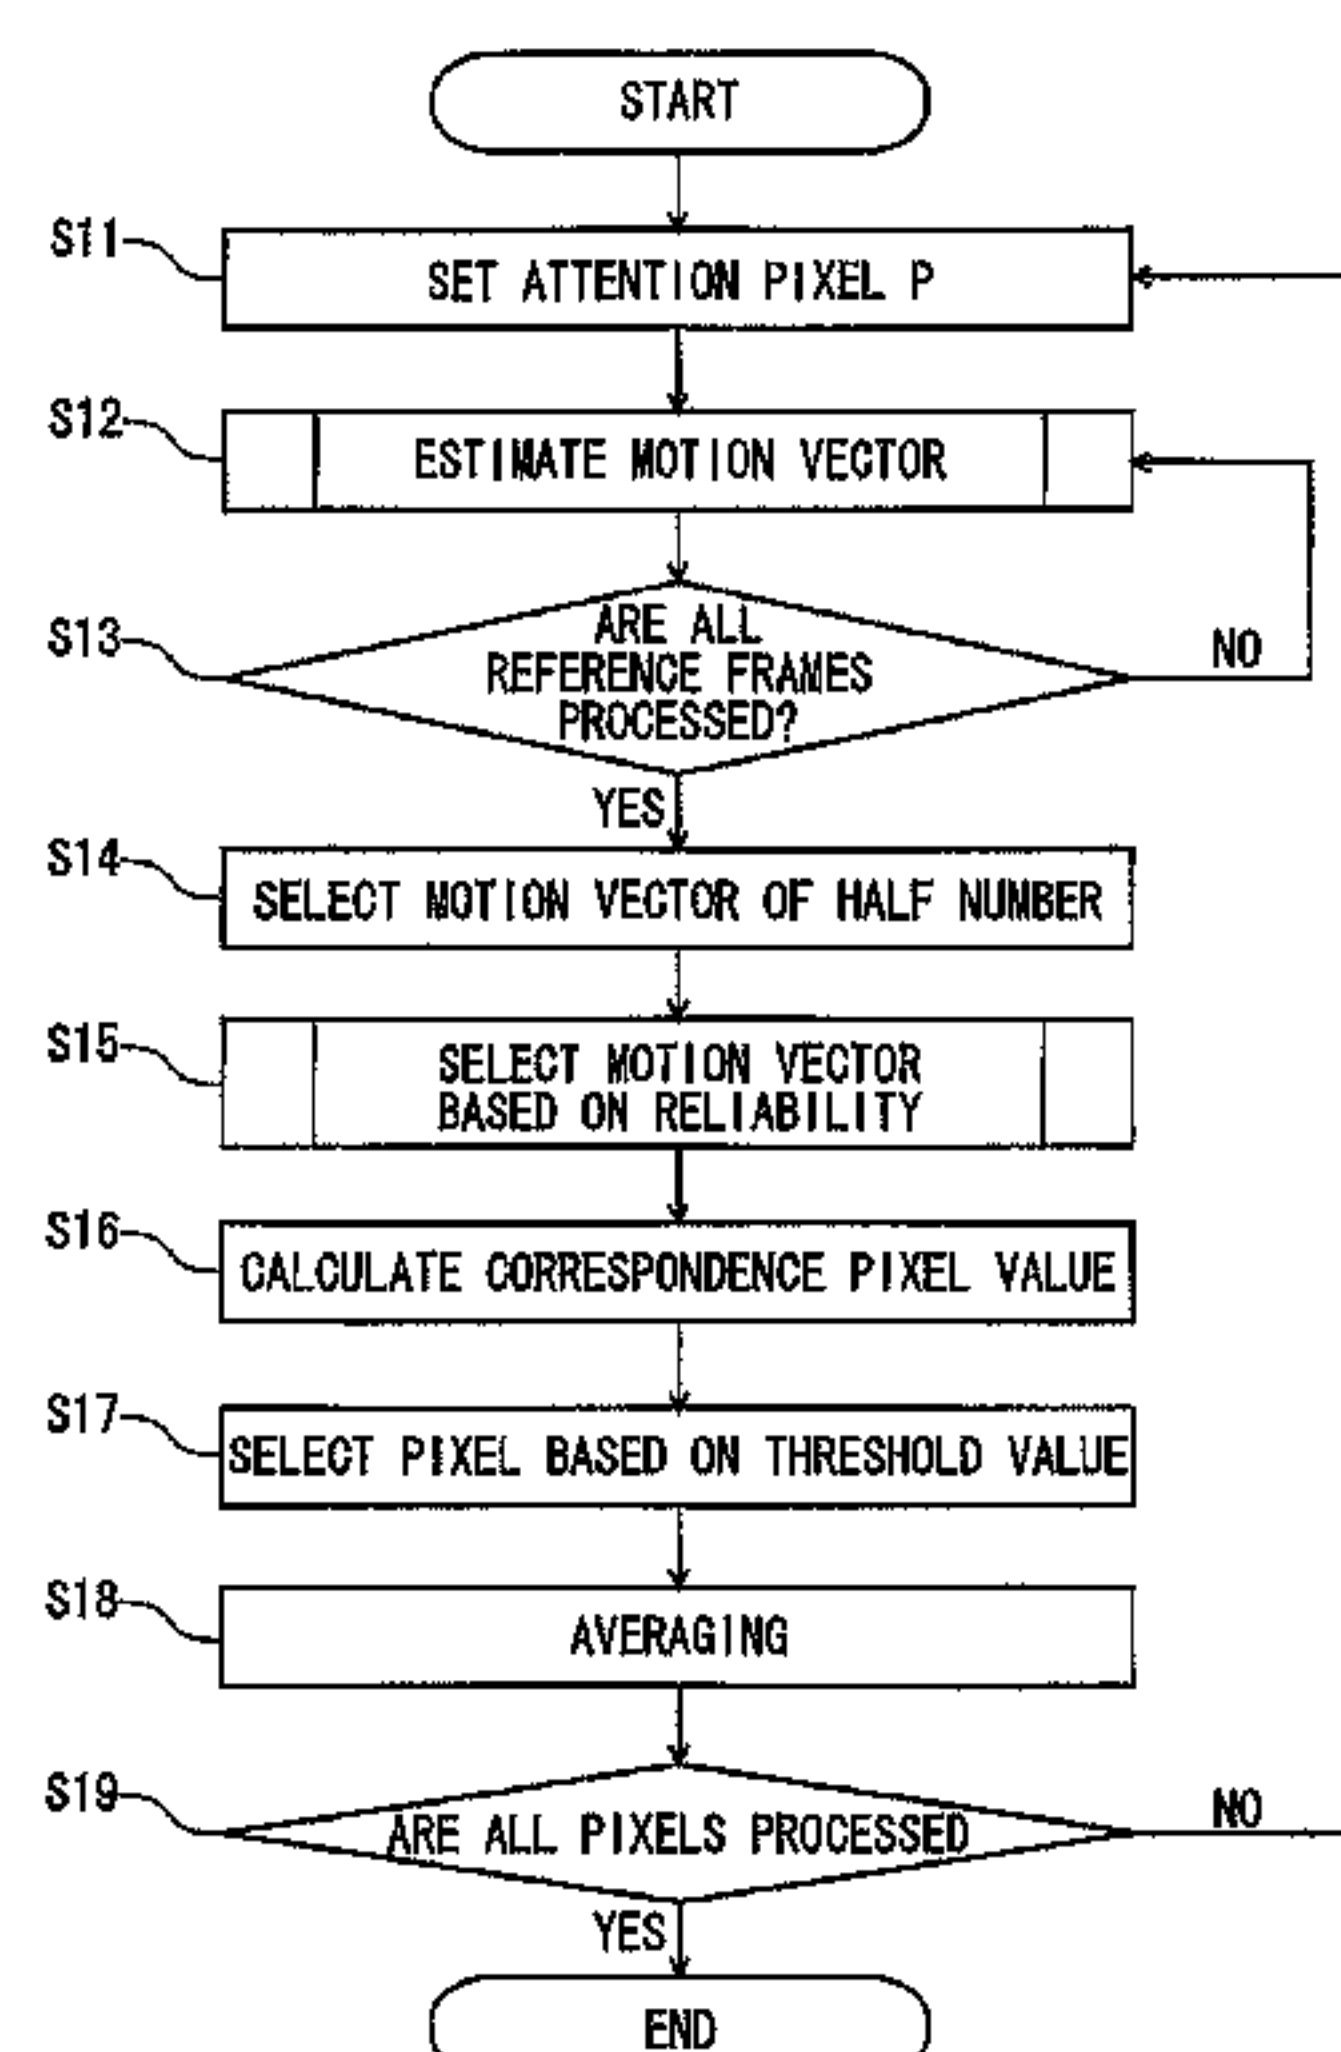 START
S11
SET ATTENTION PIXEL P
S12
ESTIMATE MOTION VECTOR
S13
ARE ALL
REFERENCE FRAMES
PROCESSED?
NO
YES
S14
SELECT MOTION VECTOR OF HALF NUMBER
S15
SELECT MOTION VECTOR
BASED ON RELIABILITY
S16
CALCULATE CORRESPONDENCE PIXEL VALUE
S17
SELECT PIXEL BASED ON THRESHOLD VALUE
S18
AVERAGING
S19
ARE ALL PIXELS PROCESSED
NO
YES
END